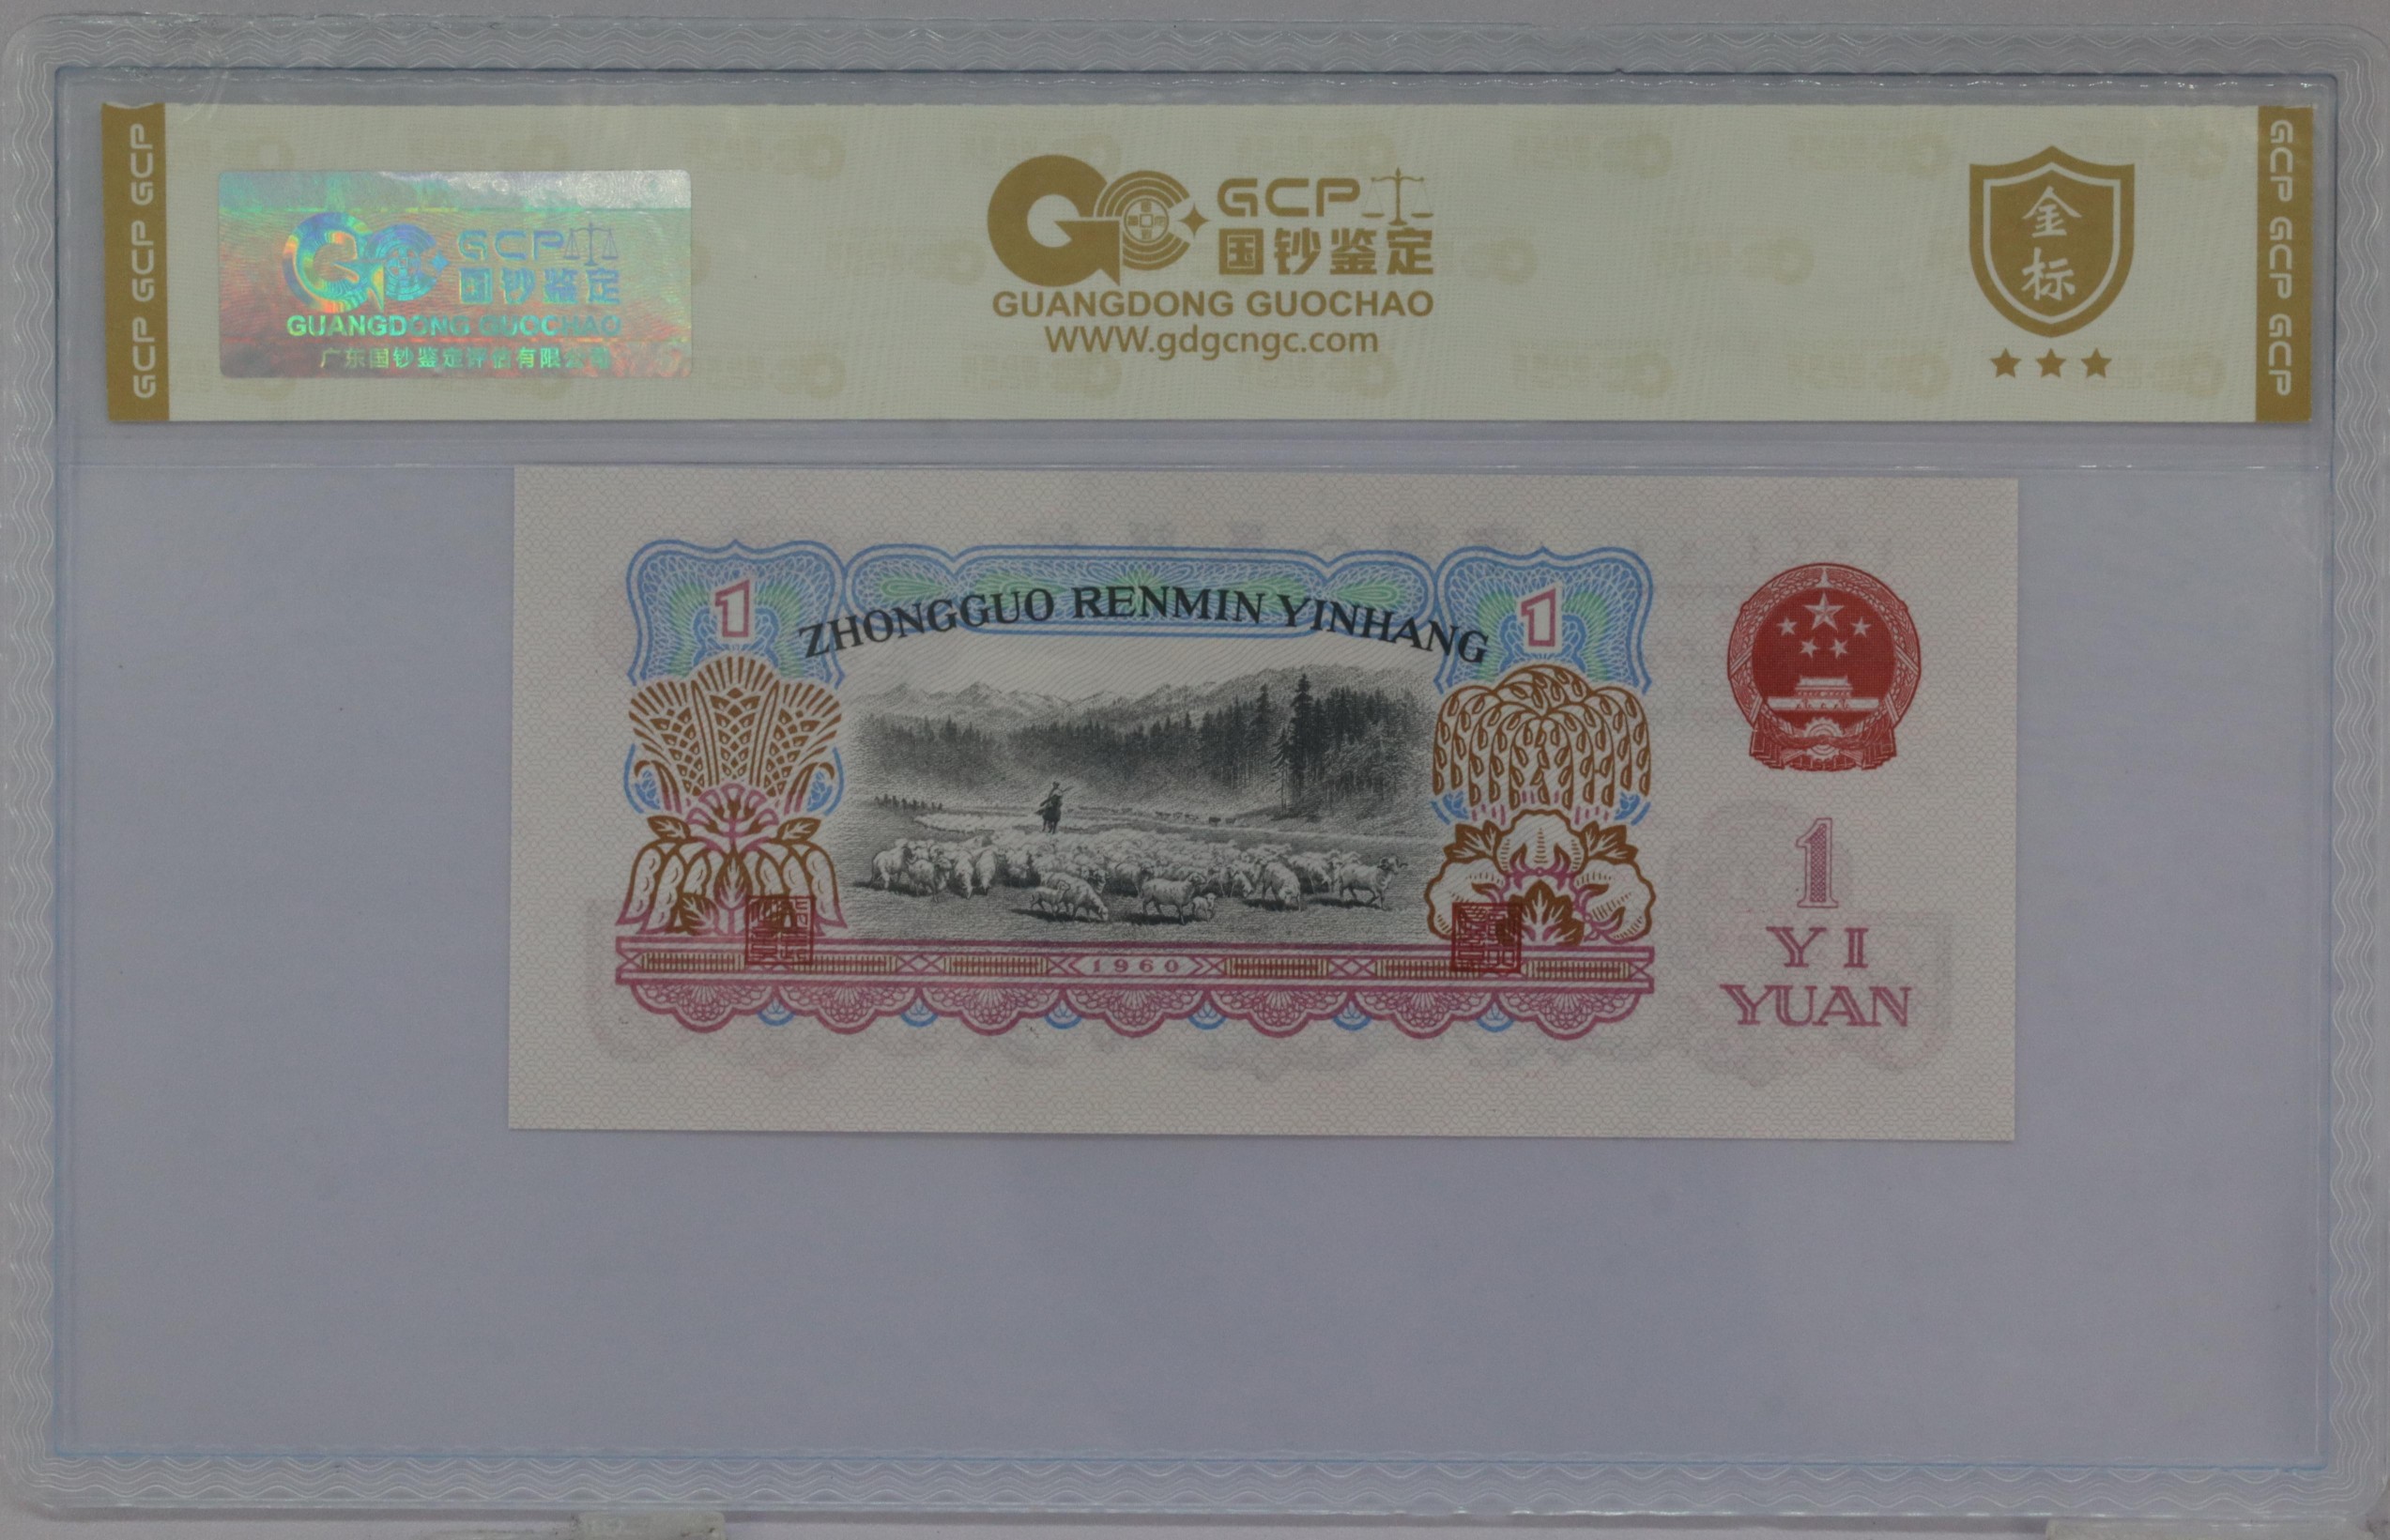 GCP GCP GCP
GCP
国钞鉴定
GUANGDONG GUOCHAO
广东国钞鉴定评估有限公司
GCP
国钞鉴定
GUANGDONG GUOCHAO
WWW.gdgcngc.com
金
标
GCP GCP GCP
1
ZHONGGUO RENMIN YINHANG
1
1960
1
YI
YUAN